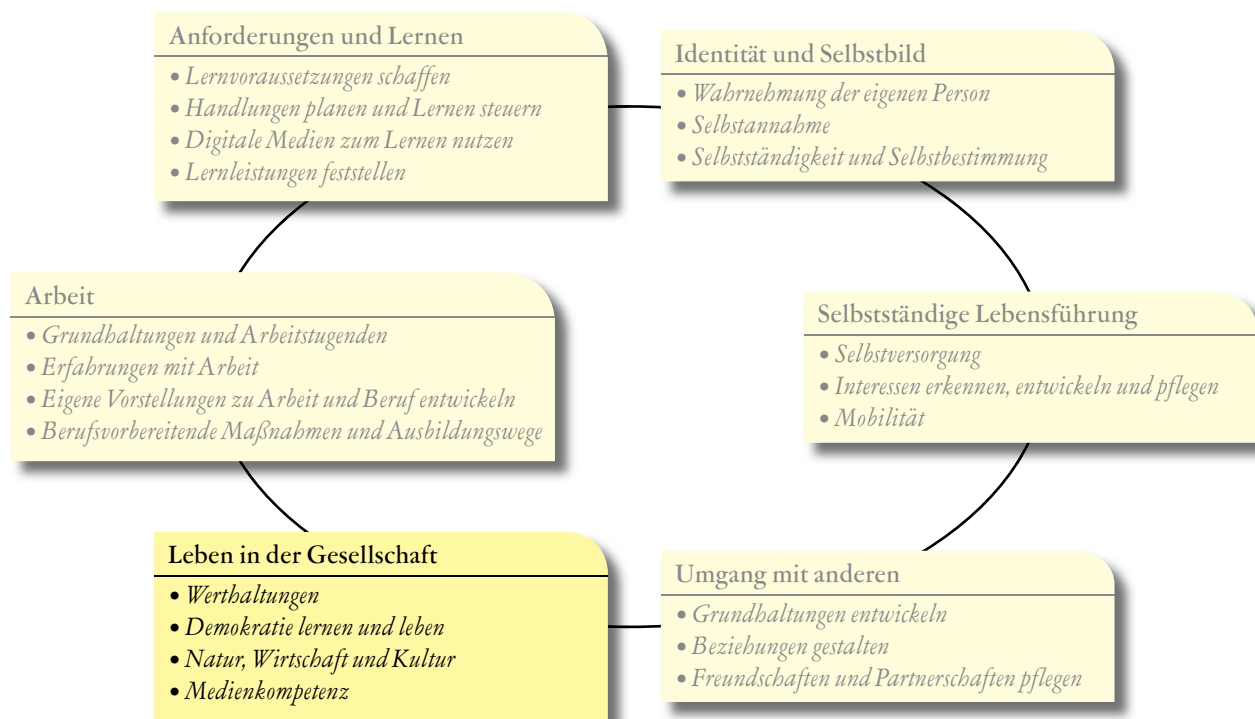 Anforderungen und Lernen
• Lernvoraussetzungen schaffen
• Handlungen planen und Lernen steuern
• Digitale Medien zum Lernen nutzen
• Lernleistungen feststellen
Identität und Selbstbild
• Wahrnehmung der eigenen Person
• Selbstannahme
• Selbstständigkeit und Selbstbestimmung
Arbeit
• Grundhaltungen und Arbeitstugenden
• Erfahrungen mit Arbeit
• Eigene Vorstellungen zu Arbeit und Beruf entwickeln
• Berufsvorbereitende Maßnahmen und Ausbildungswege
Selbstständige Lebensführung
• Selbstversorgung
• Interessen erkennen, entwickeln und pflegen
• Mobilität
Leben in der Gesellschaft
• Werthaltungen
• Demokratie lernen und leben
• Natur, Wirtschaft und Kultur
• Medienkompetenz
Umgang mit anderen
• Grundhaltungen entwickeln
• Beziehungen gestalten
• Freundschaften und Partnerschaften pflegen